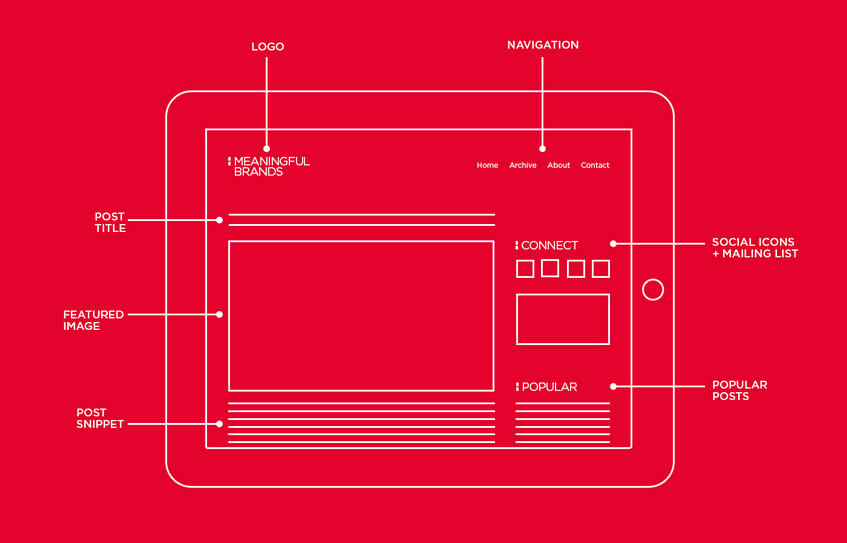 LOGO
NAVIGATION
MEANINGFUL
BRANDS
Home Archive About Contact
POST
TITLE
CONNECT
SOCIAL ICONS
+ MAILING LIST
FEATURED
IMAGE
POPULAR
POPULAR
POSTS
POST
SNIPPET